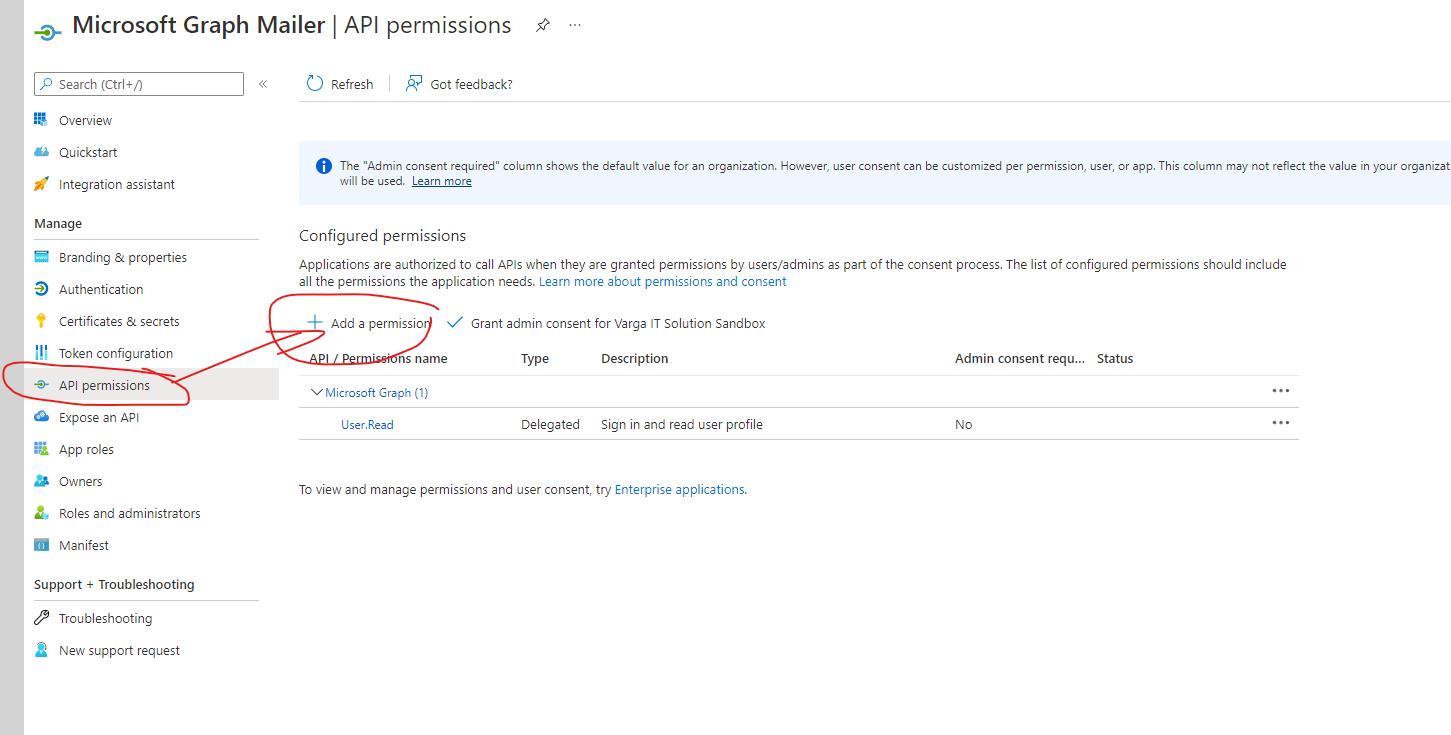 Microsoft Graph Mailer | API permissions
Search (Ctrl+/)
«
Refresh
Got feedback?
Overview
Quickstart
Integration assistant
Manage
Branding & properties
Authentication
Certificates & secrets
Token configuration
API permissions
Expose an API
App roles
Owners
Roles and administrators
Manifest
Support + Troubleshooting
Troubleshooting
New support request
The "Admin consent required" column shows the default value for an organization. However, user consent can be customized per permission, user, or app. This column may not reflect the value in your organizat
will be used. Learn more
Configured permissions
Applications are authorized to call APIs when they are granted permissions by users/admins as part of the consent process. The list of configured permissions should include
all the permissions the application needs. Learn more about permissions and consent
Add a permission
Grant admin consent for Varga IT Solution Sandbox
API / Permissions name Type Description Admin consent requ... Status
Microsoft Graph (1)
User.Read Delegated Sign in and read user profile No
To view and manage permissions and user consent, try Enterprise applications.